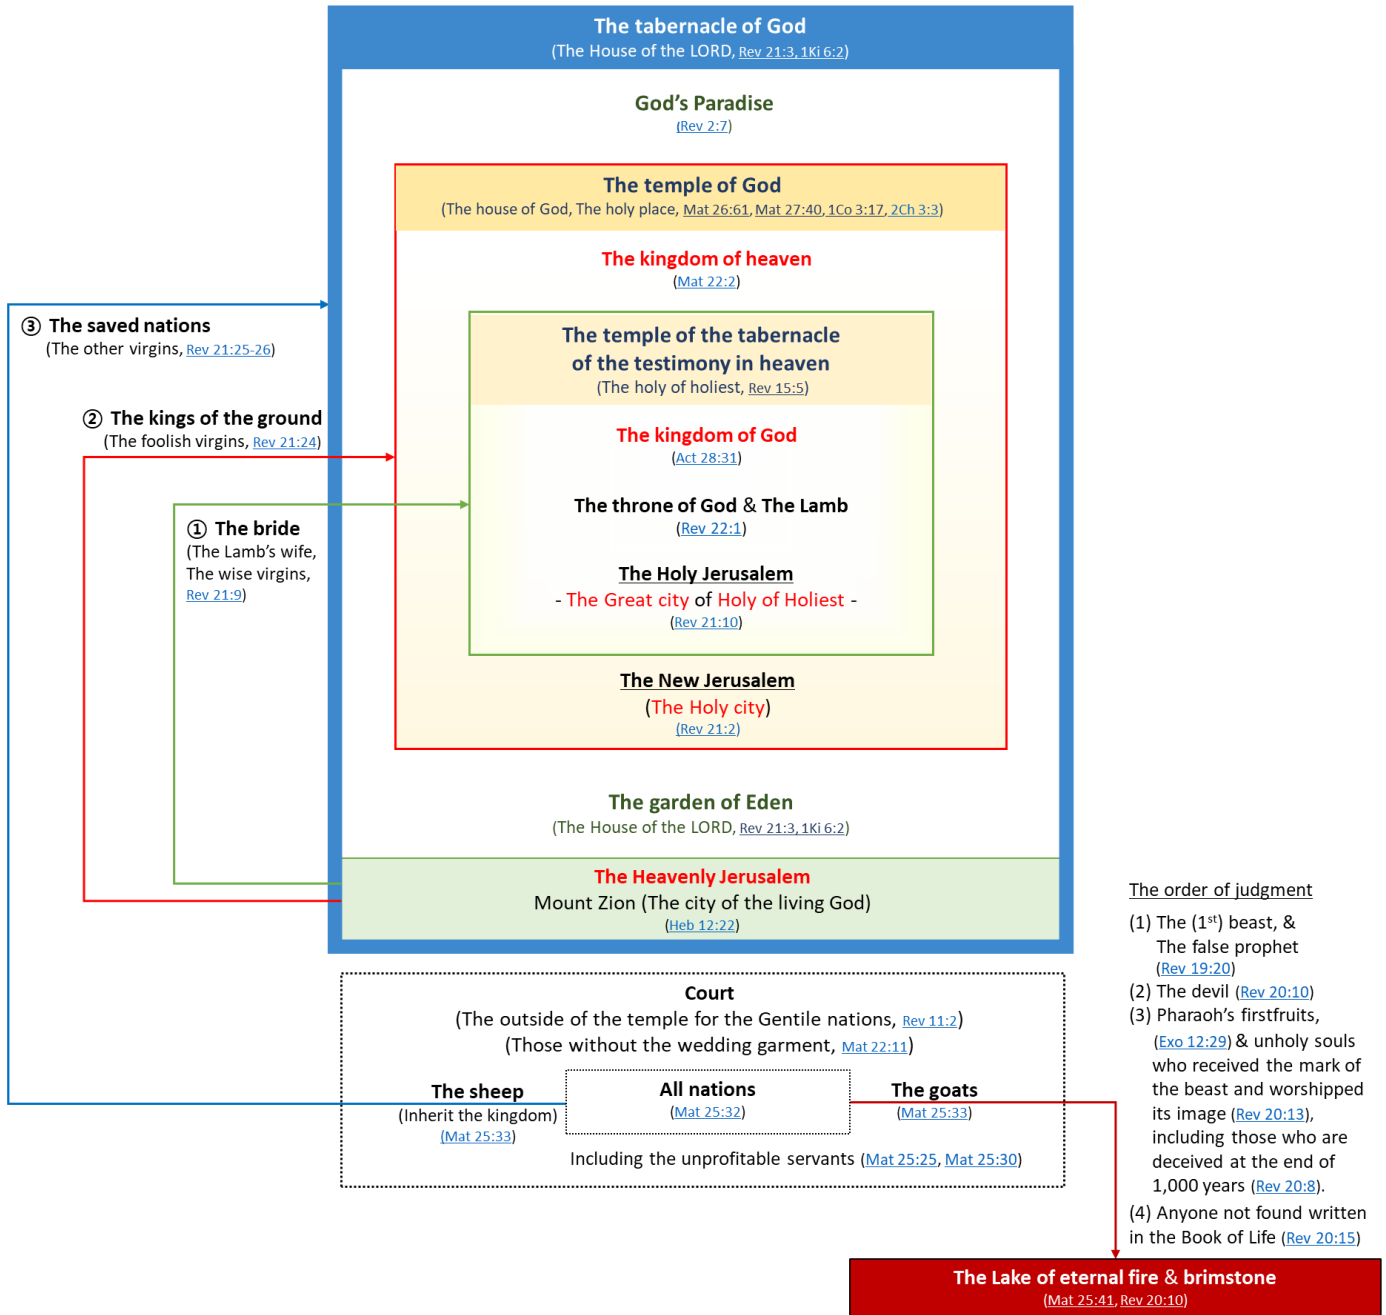 The tabernacle of God
(The House of the LORD, Rev 21:3, 1Ki 6:2)
God's Paradise
(Rev 2:7)
The temple of God
(The house of God, The holy place, Mat 26:61, Mat 27:40, 1Co 3:17, 2Ch 3:3)
The kingdom of heaven
(Mat 22:2)
The temple of the tabernacle
of the testimony in heaven
(The holy of holiest, Rev 15:5)
The kingdom of God
(Act 28:31)
The throne of God & The Lamb
(Rev 22:1)
The Holy Jerusalem
- The Great city of Holy of Holiest -
(Rev 21:10)
The New Jerusalem
(The Holy city)
(Rev 21:2)
The garden of Eden
(The House of the LORD, Rev 21:3, 1Ki 6:2)
The Heavenly Jerusalem
Mount Zion (The city of the living God)
(Heb 12:22)
③ The saved nations
(The other virgins, Rev 21:25-26)
② The kings of the ground
(The foolish virgins, Rev 21:24)
① The bride
(The Lamb's wife,
The wise virgins,
Rev 21:9)
Court
(The outside of the temple for the Gentile nations, Rev 11:2)
(Those without the wedding garment, Mat 22:11)
The sheep
(Inherit the kingdom)
(Mat 25:33)
All nations
(Mat 25:32)
The goats
(Mat 25:33)
Including the unprofitable servants (Mat 25:25, Mat 25:30)
The order of judgment
(1) The (1st) beast, &
The false prophet
(Rev 19:20)
(2) The devil (Rev 20:10)
(3) Pharaoh's firstfruits,
(Exo 12:29) & unholy souls
who received the mark of
the beast and worshipped
its image (Rev 20:13),
including those who are
deceived at the end of
1,000 years (Rev 20:8).
(4) Anyone not found written
in the Book of Life (Rev 20:15)
The Lake of eternal fire & brimstone
(Mat 25:41, Rev 20:10)